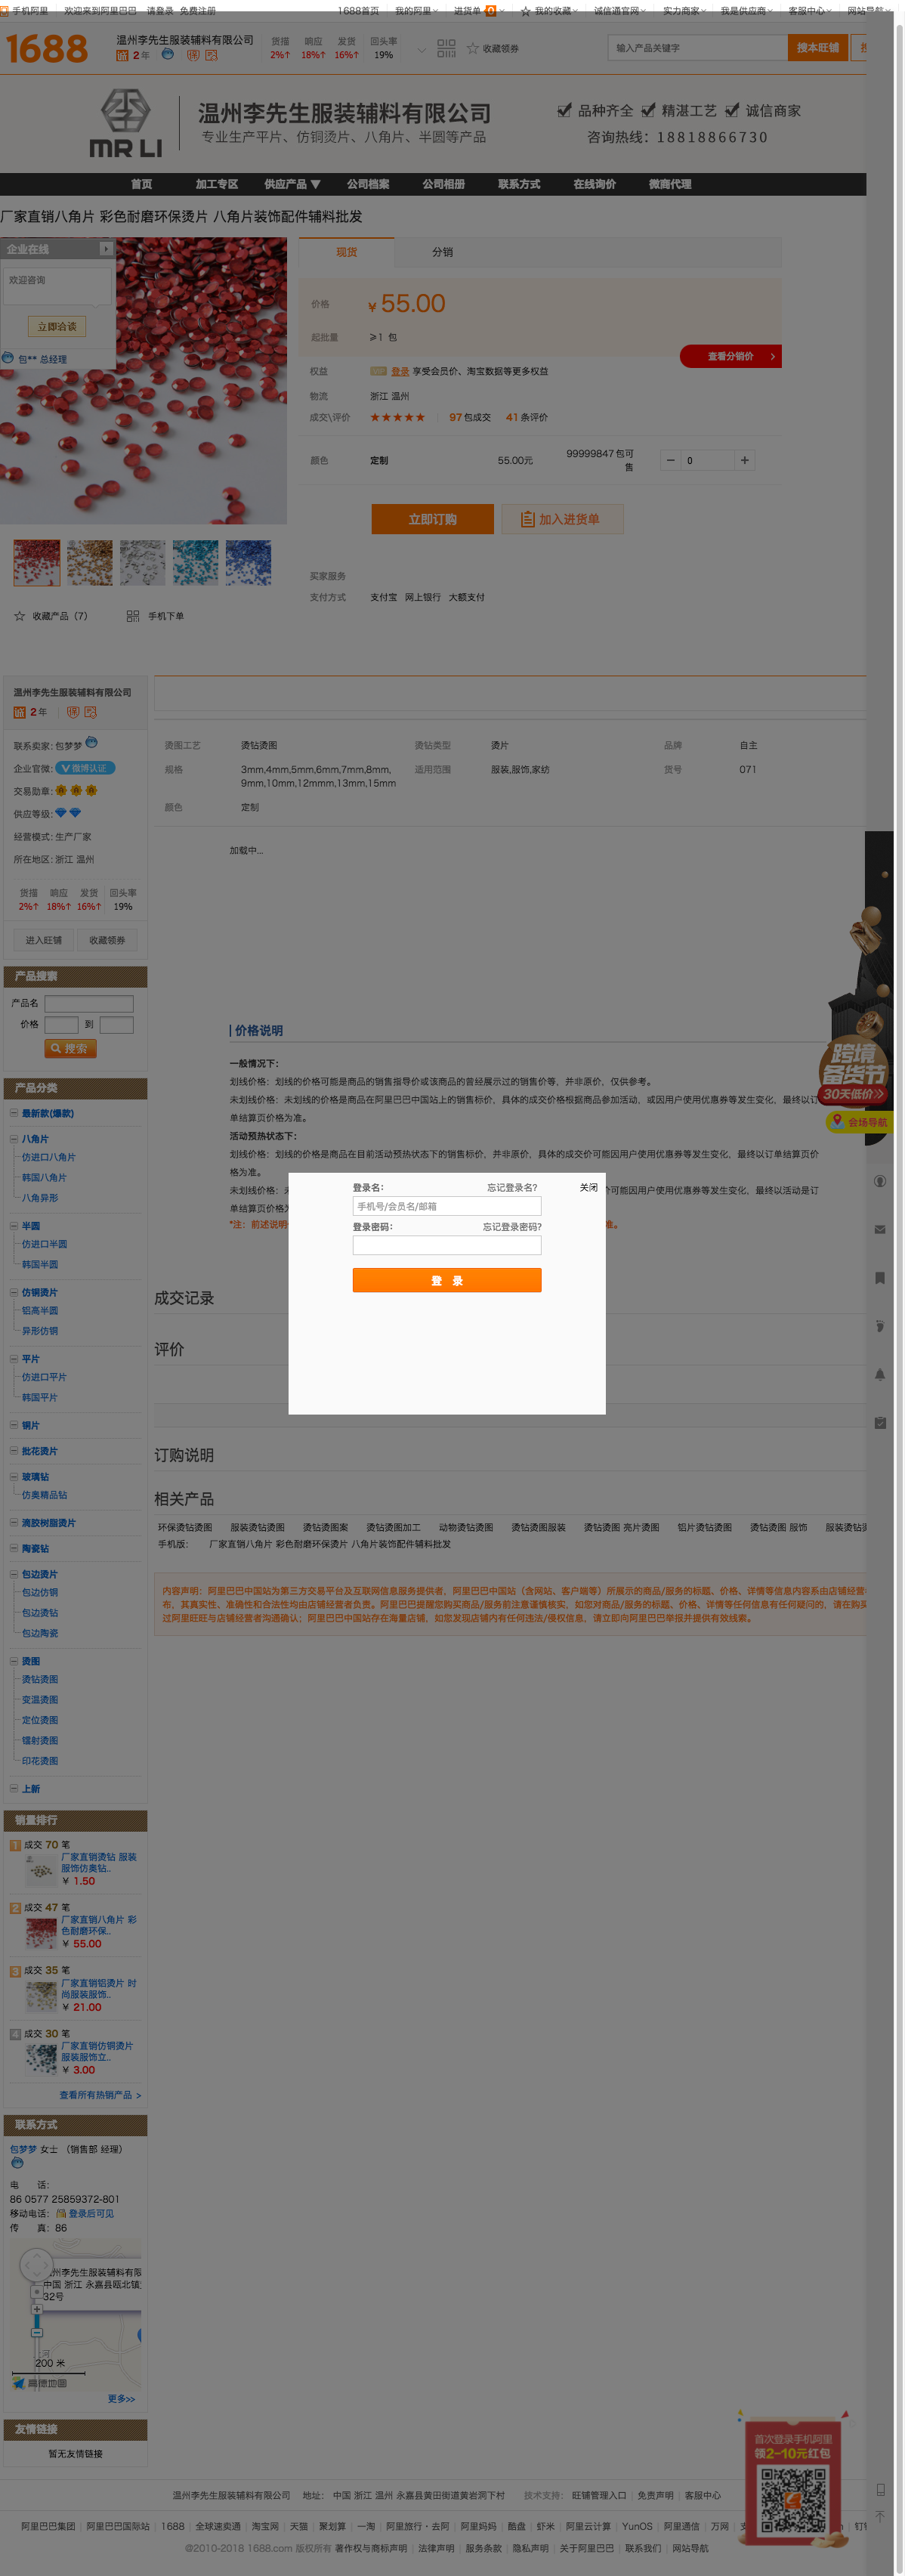 手机阿里 欢迎来到阿里巴巴 请登录 免费注册 1688首页 我的阿里 进货单 0 我的收藏 诚信通官网 实力商家 我是供应商 客服中心 网站导航
1688 温州李先生服装辅料有限公司 货描 响应 发货 回头率 收藏领券 输入产品关键字 搜本旺铺
2年 2%↑ 18%↑ 16%↑ 19%
温州李先生服装辅料有限公司 品种齐全 精湛工艺 诚信商家
MR LI 专业生产平片、仿铜烫片、八角片、半圆等产品 咨询热线：18818866730
首页 加工专区 供应产品 ▼ 公司档案 公司相册 联系方式 在线询价 微商代理
厂家直销八角片 彩色耐磨环保烫片 八角片装饰配件辅料批发
企业在线
欢迎咨询
立即洽谈
包** 总经理
现货 分销
价格 ¥ 55.00
起批量 ≥1 包
查看分销价
权益 登录 享受会员价、淘宝数据等更多权益
物流 浙江 温州
成交\评价 ★★★★★ 97 包成交 41 条评价
颜色 定制 55.00元 99999847 包可售 − 0 +
立即订购 加入进货单
买家服务
支付方式 支付宝 网上银行 大额支付
收藏产品（7） 手机下单
温州李先生服装辅料有限公司
2年
联系卖家：包梦梦
企业官微： 微博认证
交易勋章：
供应等级：
经营模式：生产厂家
所在地区：浙江 温州
货描 响应 发货 回头率
2%↑ 18%↑ 16%↑ 19%
进入旺铺 收藏领券
烫图工艺 烫钻烫图 烫钻类型 烫片 品牌 自主
规格 3mm,4mm,5mm,6mm,7mm,8mm, 适用范围 服装,服饰,家纺 货号 071
9mm,10mm,12mmm,13mm,15mm
颜色 定制
加载中...
产品搜索
产品名
价格 到
搜索
价格说明
一般情况下：
划线价格：划线的价格可能是商品的销售指导价或该商品的曾经展示过的销售价等，并非原价，仅供参考。
未划线价格：未划线的价格是商品在阿里巴巴中国站上的销售标价，具体的成交价格根据商品参加活动，或因用户使用优惠券等发生变化，最终以订
单结算页价格为准。
活动预热状态下：
划线价格：划线的价格是商品在目前活动预热状态下的销售标价，并非原价，具体的成交价可能因用户使用优惠券等发生变化，最终以订单结算页价
格为准。
未划线价格：
价可能因用户使用优惠券等发生变化，最终以活动是订
单结算页价格为准。
*注：前述说明
准。
跨境
备货节
30天低价
会场导航
登录名： 忘记登录名? 关闭
手机号/会员名/邮箱
登录密码： 忘记登录密码?
登 录
产品分类
最新款(爆款)
八角片
仿进口八角片
韩国八角片
八角异形
半圆
仿进口半圆
韩国半圆
仿铜烫片
铝高半圆
异形仿铜
平片
仿进口平片
韩国平片
铜片
批花烫片
玻璃钻
仿奥精品钻
滴胶树脂烫片
陶瓷钻
包边烫片
包边仿铜
包边烫钻
包边陶瓷
烫图
烫钻烫图
变温烫图
定位烫图
镭射烫图
印花烫图
上新
成交记录
评价
订购说明
相关产品
环保烫钻烫图 服装烫钻烫图 烫钻烫图案 烫钻烫图加工 动物烫钻烫图 烫钻烫图服装 烫钻烫图 亮片烫图 铝片烫钻烫图 烫钻烫图 服饰 服装烫钻烫
手机版： 厂家直销八角片 彩色耐磨环保烫片 八角片装饰配件辅料批发
内容声明：阿里巴巴中国站为第三方交易平台及互联网信息服务提供者，阿里巴巴中国站（含网站、客户端等）所展示的商品/服务的标题、价格、详情等信息内容系由店铺经营
布，其真实性、准确性和合法性均由店铺经营者负责。阿里巴巴提醒您购买商品/服务前注意谨慎核实，如您对商品/服务的标题、价格、详情等任何信息有任何疑问的，请在购买
过阿里旺旺与店铺经营者沟通确认；阿里巴巴中国站存在海量店铺，如您发现店铺内有任何违法/侵权信息，请立即向阿里巴巴举报并提供有效线索。
销量排行
1 成交 70 笔
厂家直销烫钻 服装
服饰仿奥钻..
¥ 1.50
2 成交 47 笔
厂家直销八角片 彩
色耐磨环保..
¥ 55.00
3 成交 35 笔
厂家直销铝烫片 时
尚服装服饰..
¥ 21.00
4 成交 30 笔
厂家直销仿铜烫片
服装服饰立..
¥ 3.00
查看所有热销产品 >
联系方式
包梦梦 女士 （销售部 经理）
电 话：
86 0577 25859372-801
移动电话： 登录后可见
传 真：86
州李先生服装辅料有限
中国 浙江 永嘉县瓯北镇
32号
200 米
高德地图
更多>>
友情链接
暂无友情链接
首次登录手机阿里
领2-10元红包
温州李先生服装辅料有限公司 地址： 中国 浙江 温州 永嘉县黄田街道黄岩洞下村 技术支持： 旺铺管理入口 | 免责声明 | 客服中心
阿里巴巴集团 | 阿里巴巴国际站 | 1688 | 全球速卖通 | 淘宝网 | 天猫 | 聚划算 | 一淘 | 阿里旅行・去啊 | 阿里妈妈 | 酷盘 | 虾米 | 阿里云计算 | YunOS | 阿里通信 | 万网
@2010-2018 1688.com 版权所有 著作权与商标声明 | 法律声明 | 服务条款 | 隐私声明 | 关于阿里巴巴 | 联系我们 | 网站导航